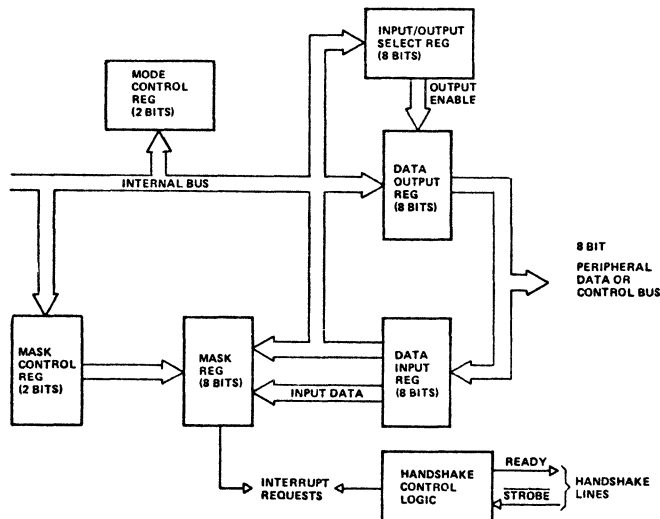 INPUT/OUTPUT
SELECT REG
(8 BITS)
MODE
CONTROL
REG
(2 BITS)
OUTPUT
ENABLE
DATA
OUTPUT
REG
(8 BITS)
INTERNAL BUS
8 BIT
PERIPHERAL
DATA OR
CONTROL BUS
MASK
CONTROL
REG
(2 BITS)
MASK
REG
(8 BITS)
DATA
INPUT
REG
(8 BITS)
INPUT DATA
INTERRUPT
REQUESTS
HANDSHAKE
CONTROL
LOGIC
READY
STROBE
HANDSHAKE
LINES